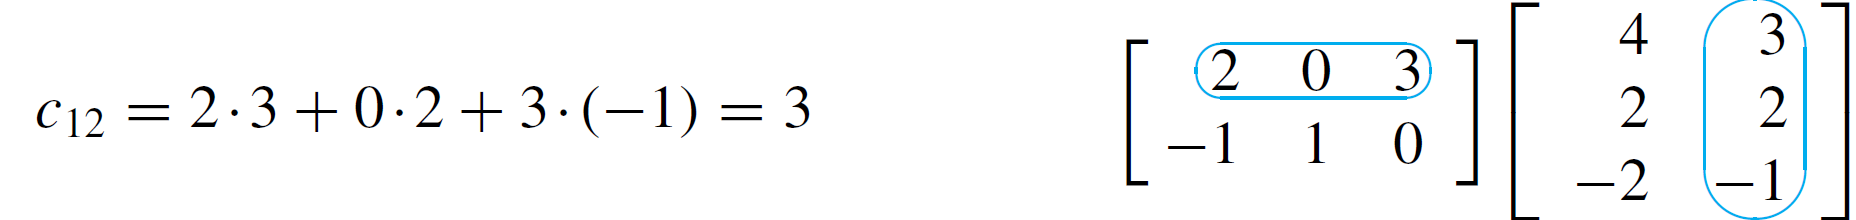 c₁₂ = 2·3 + 0·2 + 3·(−1) = 3
[ 2 0 3 ] [ 4 3 ]
[ −1 1 0 ] [ 2 2 ]
[ −2 −1 ]